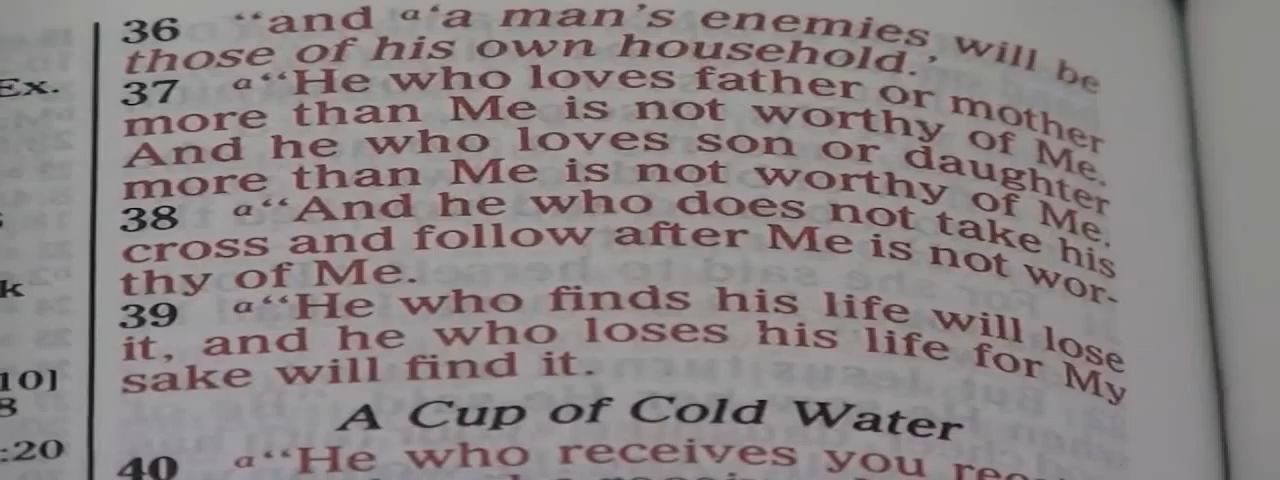 36 “and a‘a man’s enemies will be
those of his own household.’
37 a“He who loves father or mother
more than Me is not worthy of Me.
And he who loves son or daughter
more than Me is not worthy of Me.
38 a“And he who does not take his
cross and follow after Me is not wor-
thy of Me.
39 a“He who finds his life will lose
it, and he who loses his life for My
sake will find it.
A Cup of Cold Water
40 a“He who receives you
Ex.
k
10]
8
:20